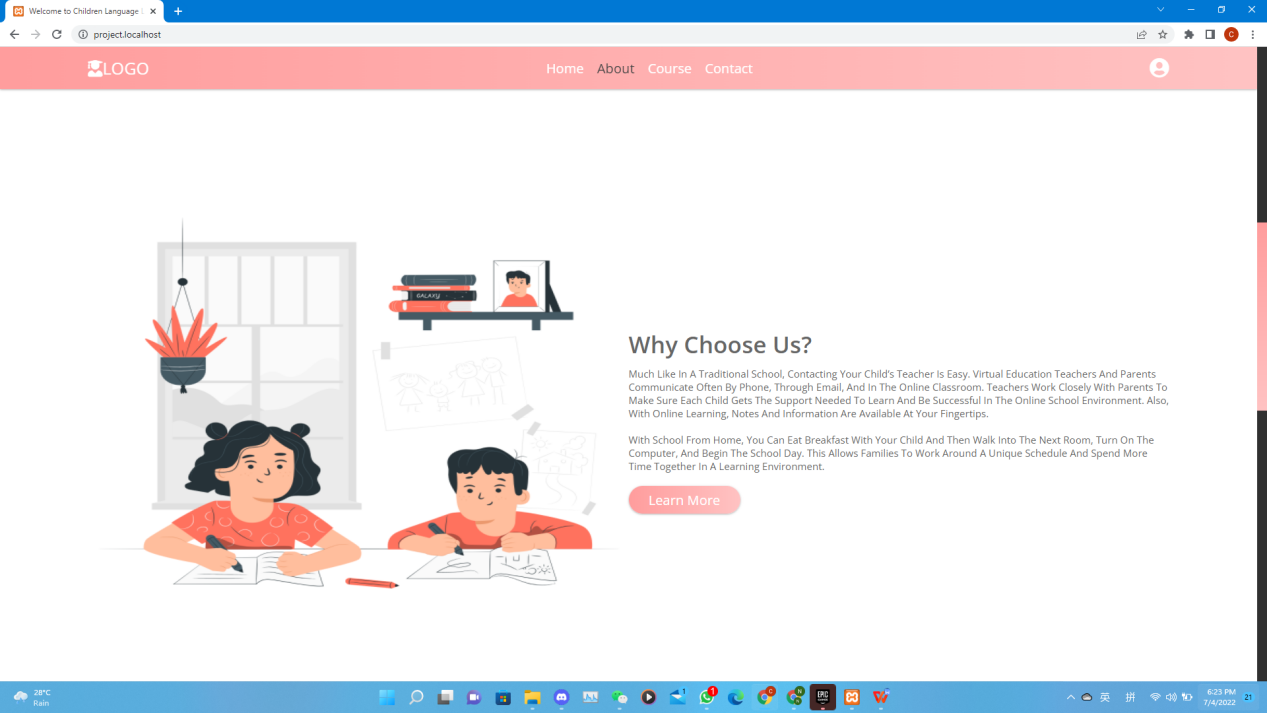 Welcome to Children Language L
project.localhost
C
LOGO
Home About Course Contact
GALAXY
Why Choose Us?
Much Like In A Traditional School, Contacting Your Child's Teacher Is Easy. Virtual Education Teachers And Parents
Communicate Often By Phone, Through Email, And In The Online Classroom. Teachers Work Closely With Parents To
Make Sure Each Child Gets The Support Needed To Learn And Be Successful In The Online School Environment. Also,
With Online Learning, Notes And Information Are Available At Your Fingertips.
With School From Home, You Can Eat Breakfast With Your Child And Then Walk Into The Next Room, Turn On The
Computer, And Begin The School Day. This Allows Families To Work Around A Unique Schedule And Spend More
Time Together In A Learning Environment.
Learn More
28°C
Rain
1
1
C
N
EPIC
英 拼
6:23 PM
7/4/2022
21